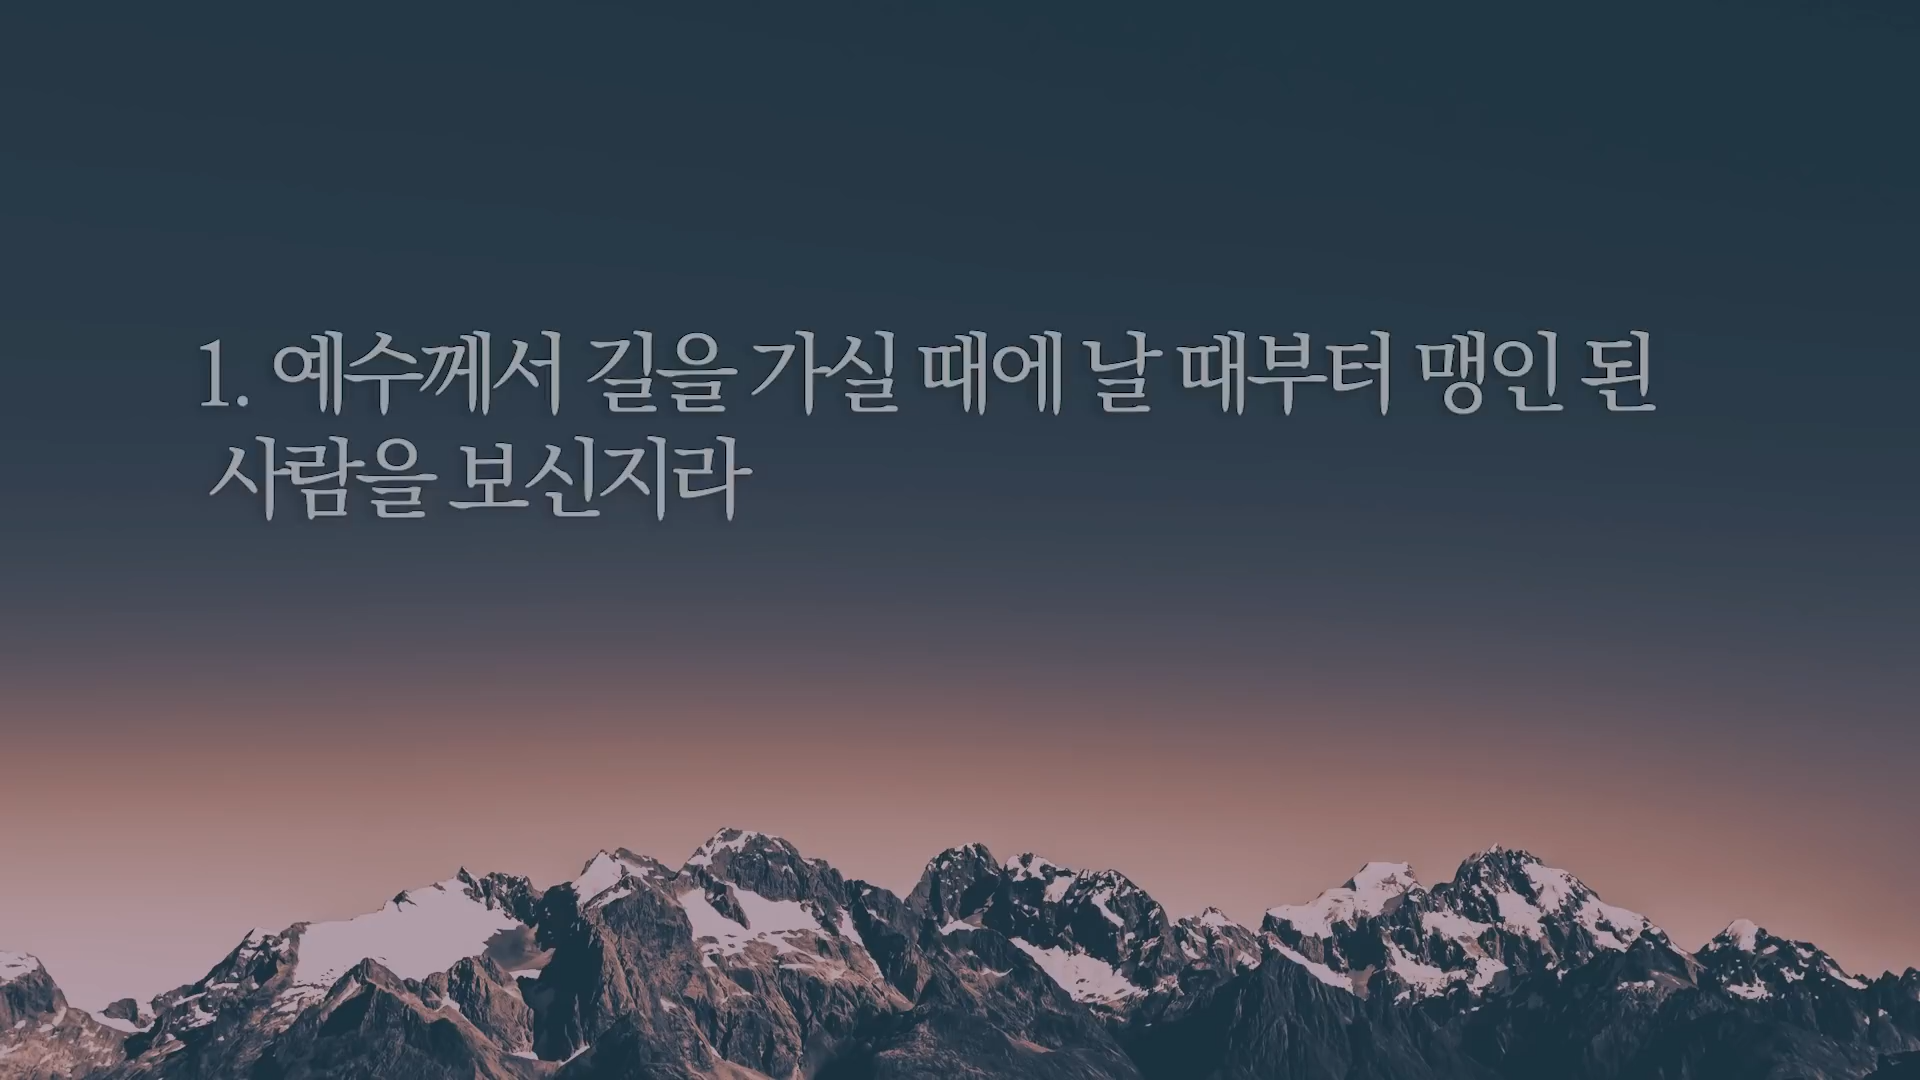 1. 예수께서 길을 가실 때에 날 때부터 맹인 된
사람을 보신지라